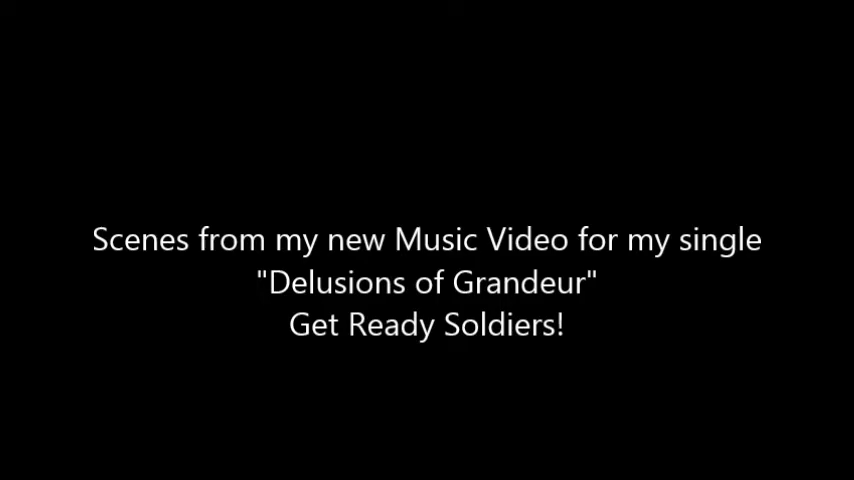 Scenes from my new Music Video for my single
"Delusions of Grandeur"
Get Ready Soldiers!